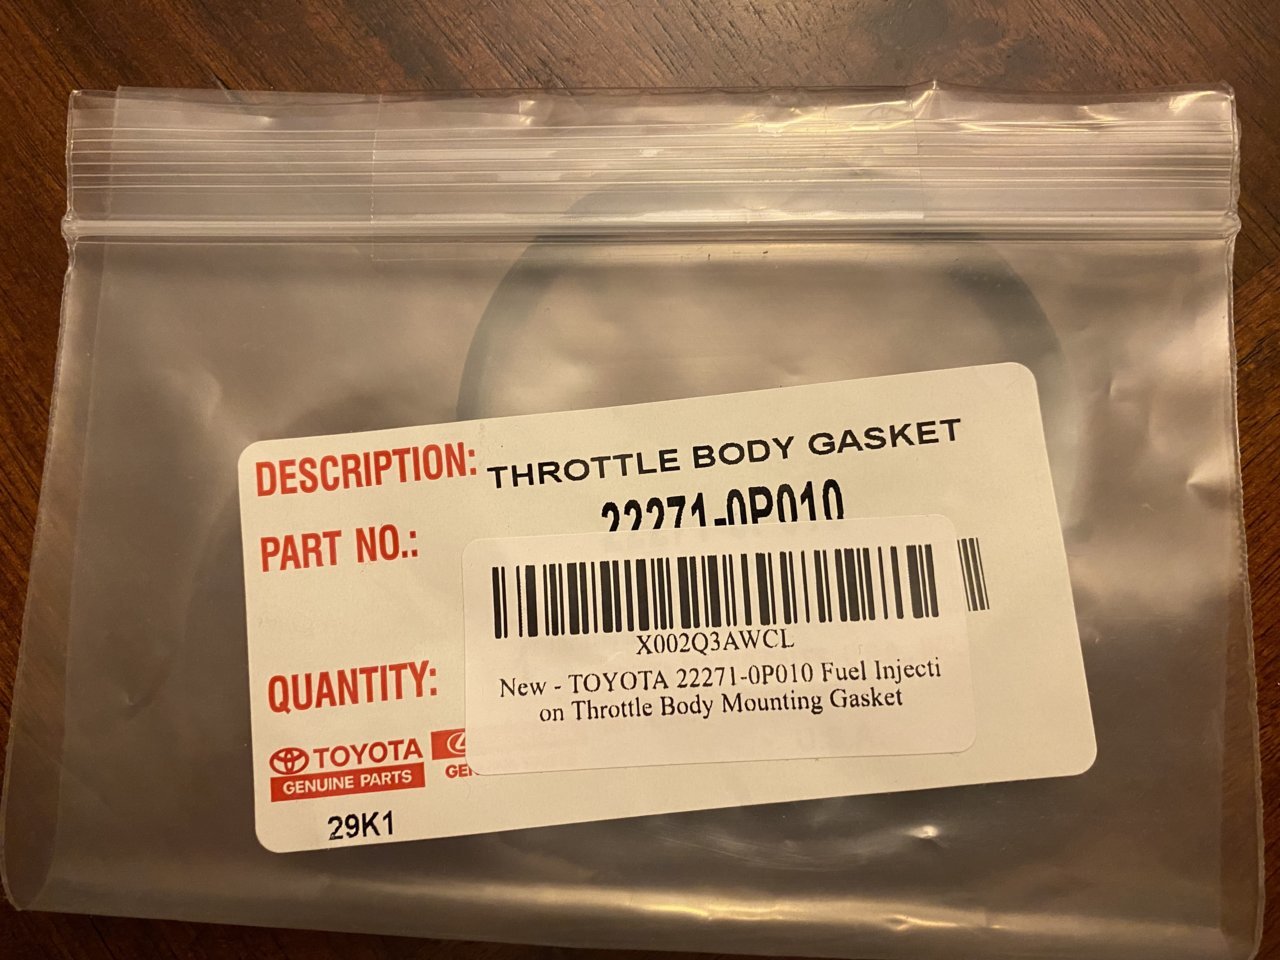 DESCRIPTION: THROTTLE BODY GASKET
PART NO.: 22271-0P010
X002Q3AWCL
New - TOYOTA 22271-0P010 Fuel Injecti
on Throttle Body Mounting Gasket
QUANTITY:
TOYOTA
GENUINE PARTS
29K1